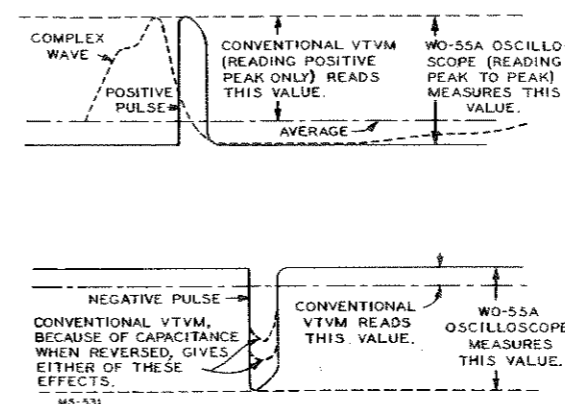 COMPLEX
WAVE
POSITIVE
PULSE
CONVENTIONAL VTVM
(READING POSITIVE
PEAK ONLY) READS
THIS VALUE.
WO-55A OSCILLO
SCOPE (READING
PEAK TO PEAK)
MEASURES THIS
VALUE.
AVERAGE
NEGATIVE PULSE
CONVENTIONAL VTVM,
BECAUSE OF CAPACITANCE
WHEN REVERSED, GIVES
EITHER OF THESE
EFFECTS.
CONVENTIONAL
VTVM READS
THIS VALUE.
WO-55A
OSCILLOSCOPE
MEASURES
THIS VALUE.
MS-531